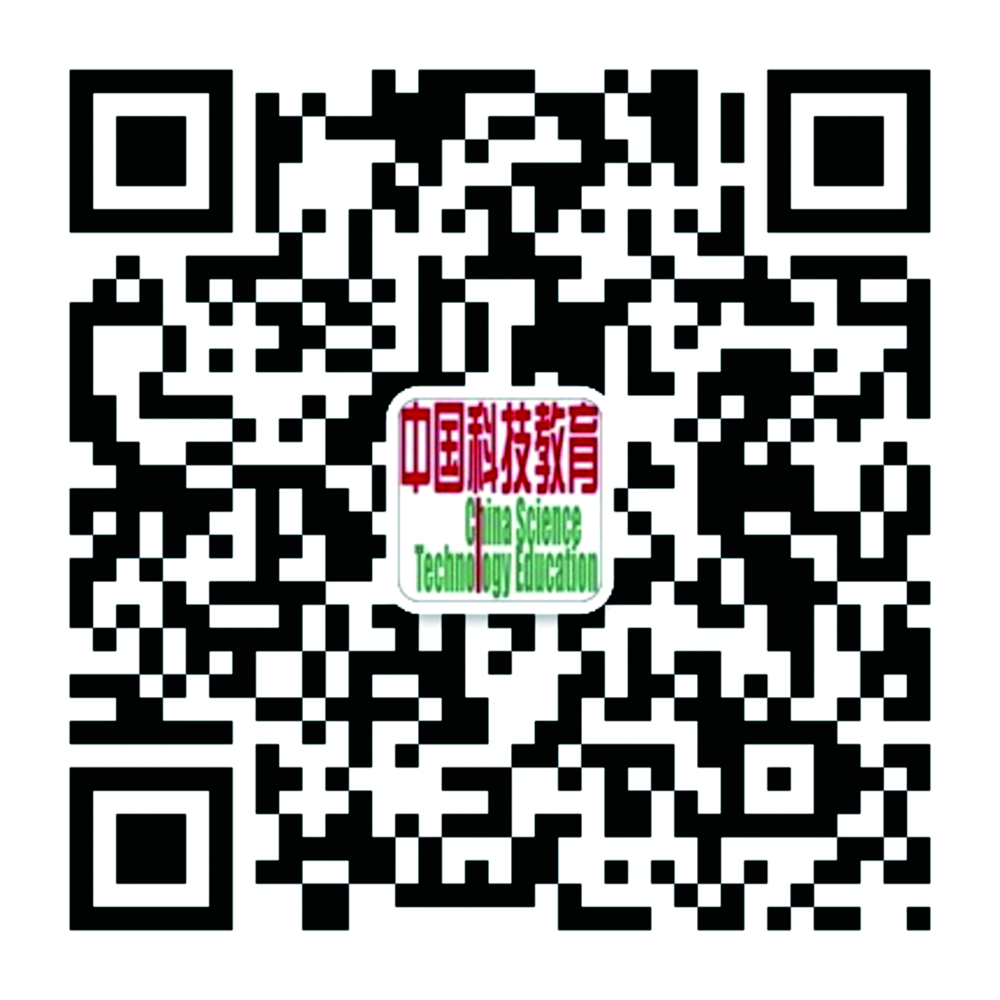 中国科技教育
China Science
Technology Education